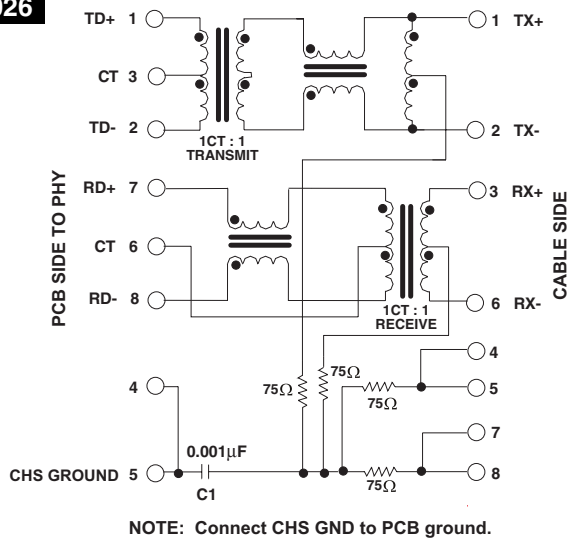 026
TD+ 1
1 TX+
CT 3
TD- 2
2 TX-
1CT : 1
TRANSMIT
PCB SIDE TO PHY
RD+ 7
3 RX+
CT 6
CABLE SIDE
RD- 8
6 RX-
1CT : 1
RECEIVE
4
75Ω
75Ω
75Ω
4
5
7
0.001µF
CHS GROUND 5
C1
75Ω
8
NOTE: Connect CHS GND to PCB ground.